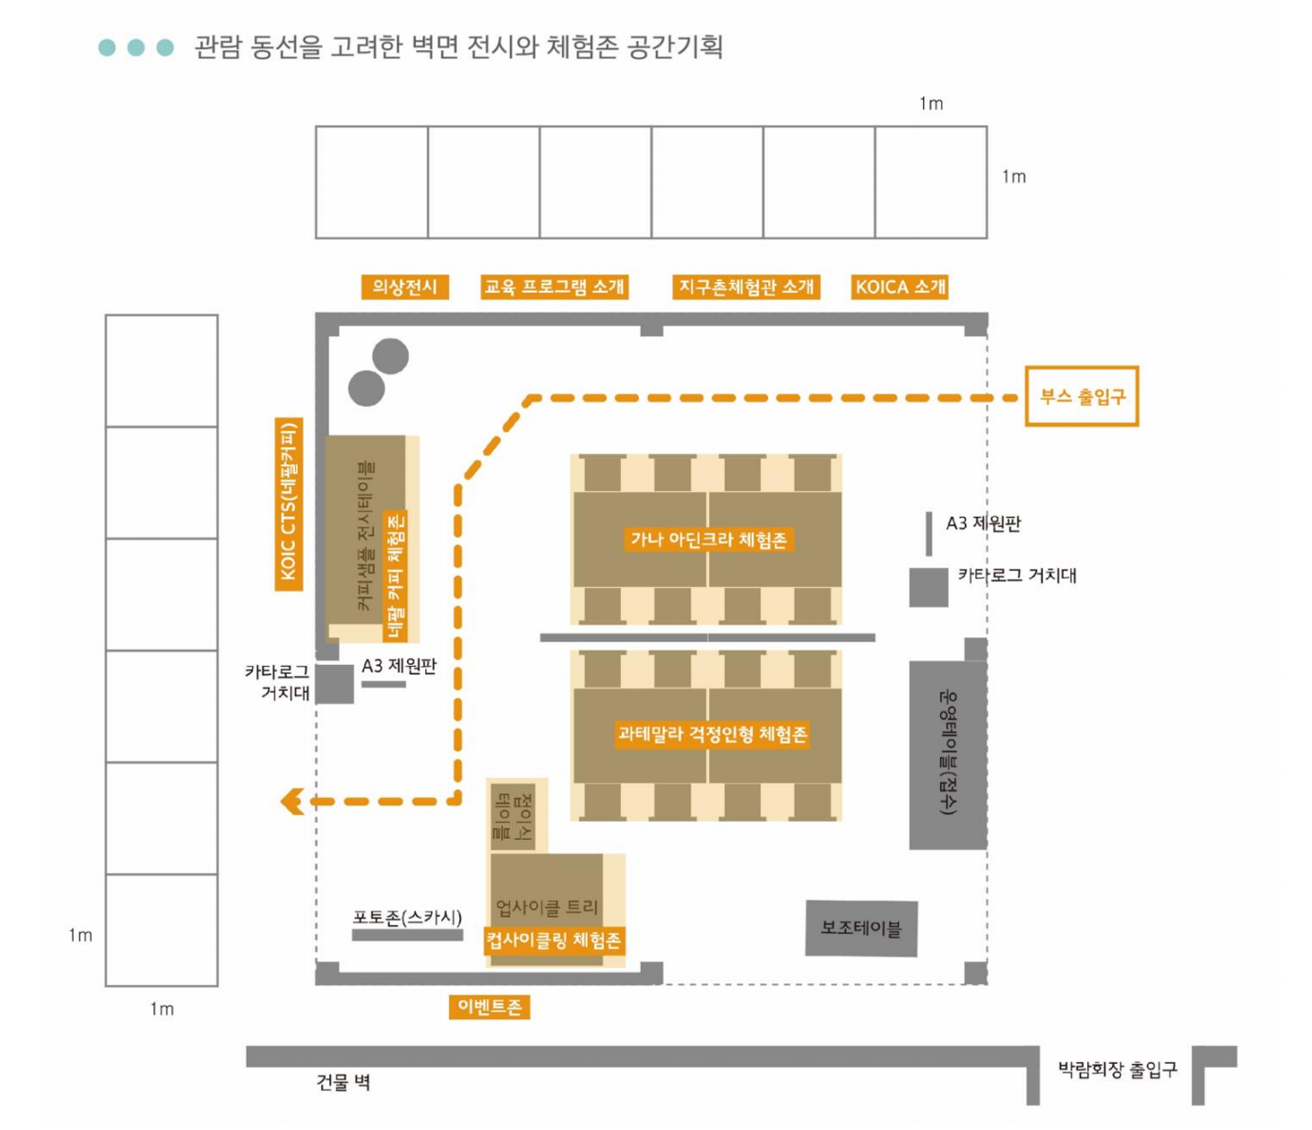 관람 동선을 고려한 벽면 전시와 체험존 공간기획
1m
1m
의상전시
교육 프로그램 소개
지구촌체험관 소개
KOICA 소개
부스 출입구
KOIC CTS(네팔커피)
커피샘플 전시테이블
네팔 커피 체험존
가나 아딘크라 체험존
A3 제원판
카타로그 거치대
카타로그
거치대
A3 제원판
과테말라 걱정인형 체험존
운영테이블(접수)
접이식
테이블
업사이클 트리
컵사이클링 체험존
포토존(스카시)
보조테이블
1m
1m
이벤트존
건물 벽
박람회장 출입구